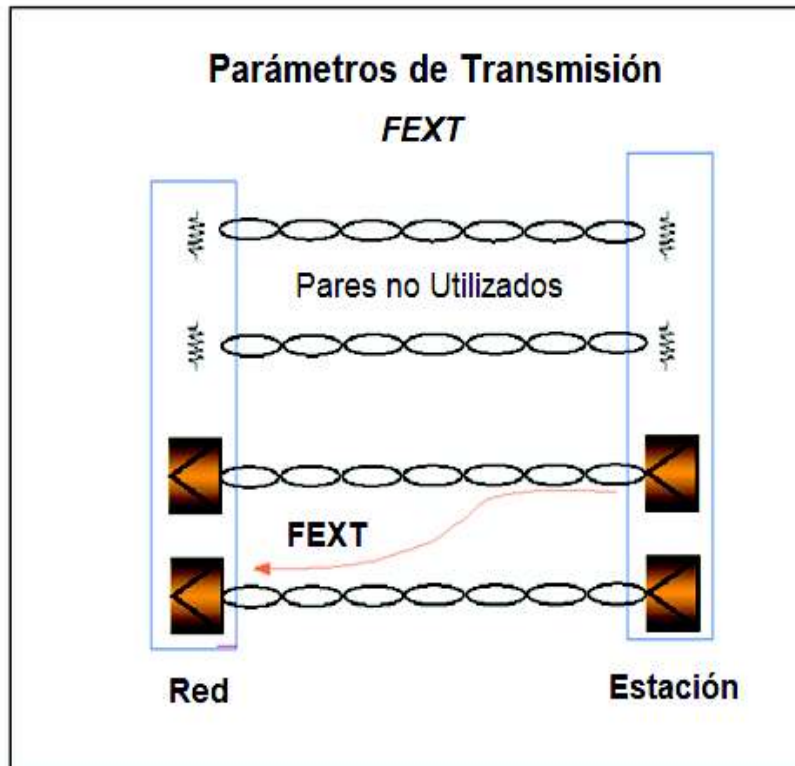 Parámetros de Transmisión
FEXT
Pares no Utilizados
FEXT
Red
Estación